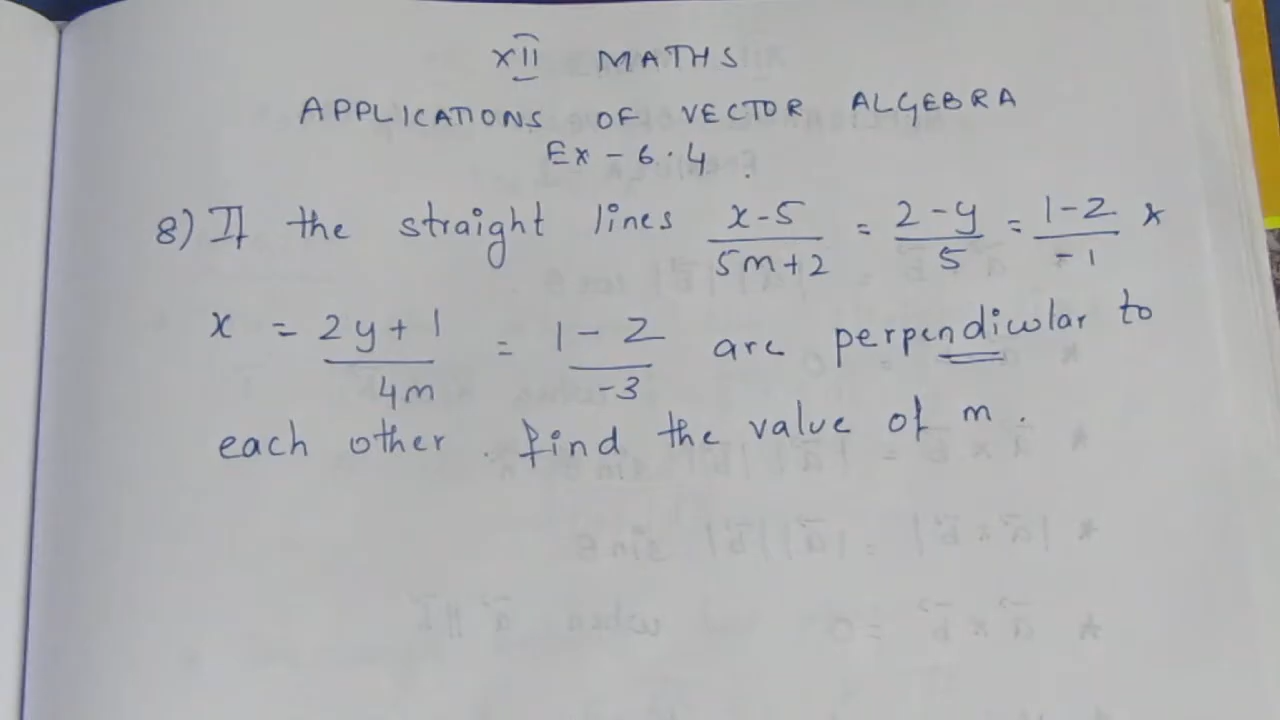 XII MATHS
APPLICATIONS OF VECTOR ALGEBRA
Ex - 6.4
8) If the straight lines (x-5)/(5m+2) = (2-y)/5 = (1-z)/-1 &
x = (2y+1)/4m = (1-z)/-3 are perpendicular to
each other. find the value of m.